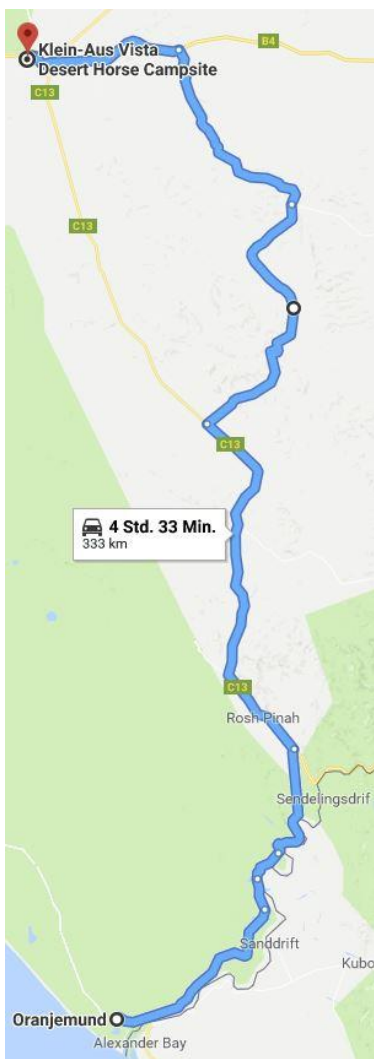 Klein-Aus Vista
Desert Horse Campsite
B4
C13
C13
C13
4 Std. 33 Min.
333 km
C13
Rosh Pinah
Sendelingsdrif
Sanddrift
Kubo
Oranjemund
Alexander Bay